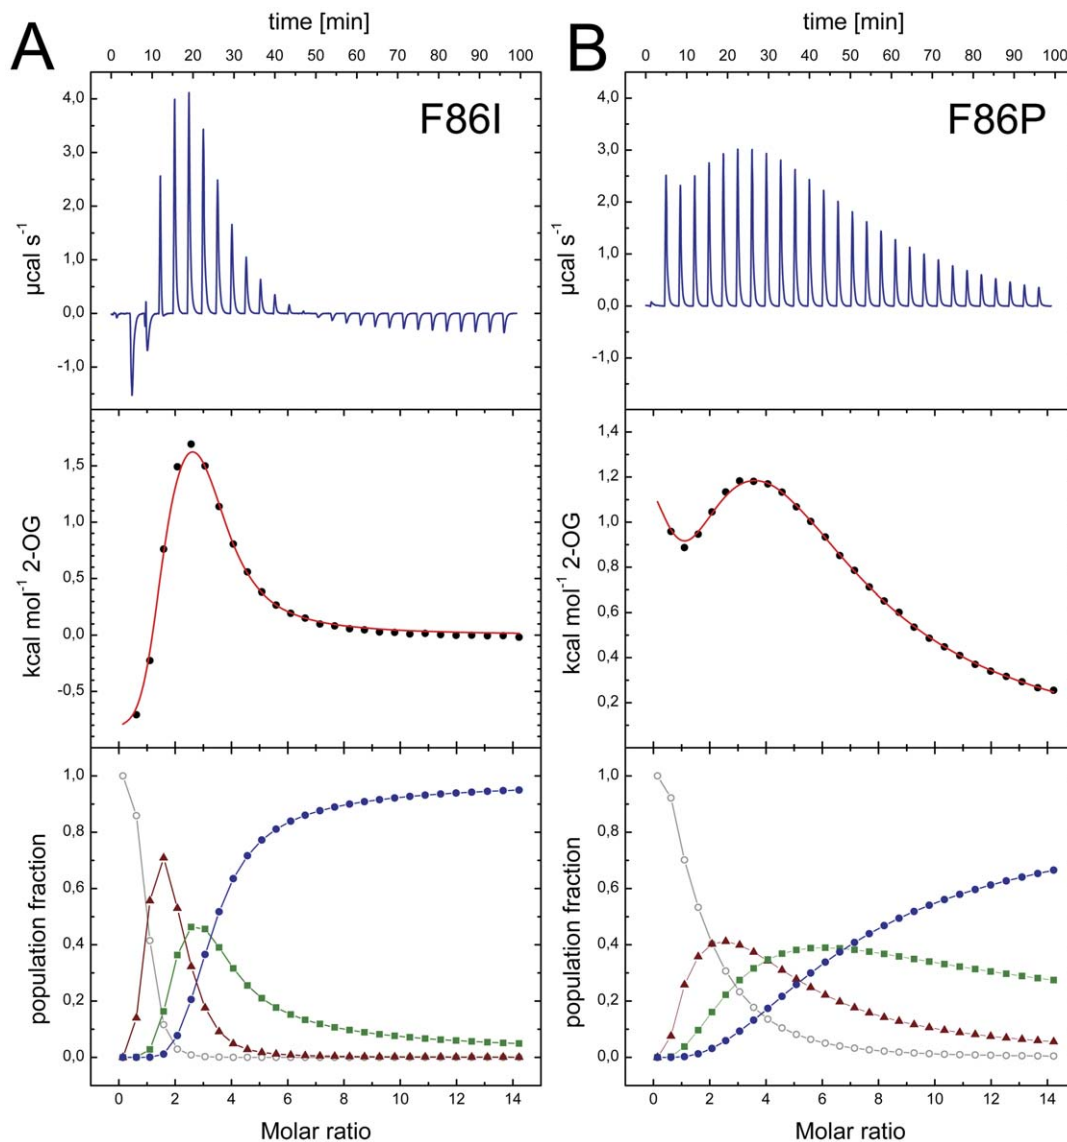 A
time [min]
0 10 20 30 40 50 60 70 80 90 100
F86I
4,0
3,0
2,0
1,0
0,0
-1,0
µcal s-1
1,5
1,0
0,5
0,0
-0,5
kcal mol-1 2-OG
1,0
0,8
0,6
0,4
0,2
0,0
population fraction
0 2 4 6 8 10 12 14
Molar ratio
B
time [min]
0 10 20 30 40 50 60 70 80 90 100
F86P
4,0
3,0
2,0
1,0
0,0
-1,0
µcal s-1
1,4
1,2
1,0
0,8
0,6
0,4
0,2
kcal mol-1 2-OG
1,0
0,8
0,6
0,4
0,2
0,0
population fraction
0 2 4 6 8 10 12 14
Molar ratio